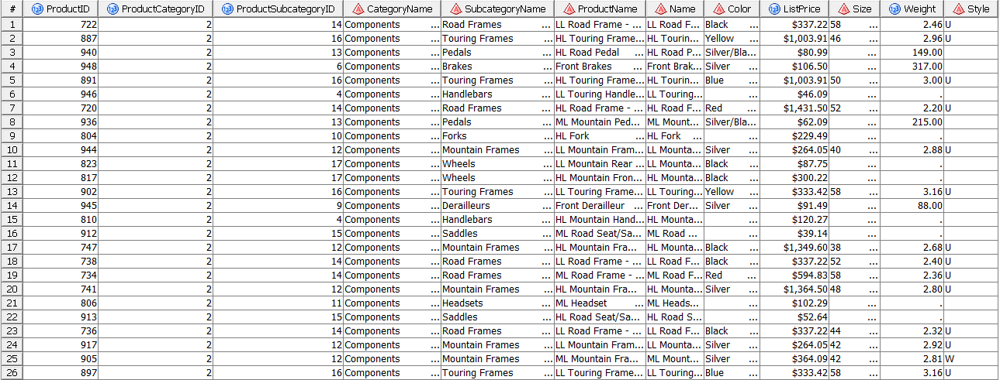 # ProductID ProductCategoryID ProductSubcategoryID CategoryName SubcategoryName ProductName Name Color ListPrice Size Weight Style
1 722 2 14 Components ... Road Frames ... LL Road Frame - ... LL Road F... Black ... $337.22 58 ... 2.46 U
2 887 2 16 Components ... Touring Frames ... HL Touring Frame... HL Tourin... Yellow ... $1,003.91 46 ... 2.96 U
3 940 2 13 Components ... Pedals ... HL Road Pedal ... HL Road P... Silver/Bla... $80.99 ... 149.00
4 948 2 6 Components ... Brakes ... Front Brakes ... Front Brak... Silver ... $106.50 ... 317.00
5 891 2 16 Components ... Touring Frames ... HL Touring Frame... HL Tourin... Blue ... $1,003.91 50 ... 3.00 U
6 946 2 4 Components ... Handlebars ... LL Touring Handle... LL Touring... ... $46.09 ... .
7 720 2 14 Components ... Road Frames ... HL Road Frame - ... HL Road F... Red ... $1,431.50 52 ... 2.20 U
8 936 2 13 Components ... Pedals ... ML Mountain Ped... ML Mount... Silver/Bla... $62.09 ... 215.00
9 804 2 10 Components ... Forks ... HL Fork ... HL Fork ... ... $229.49 ... .
10 944 2 12 Components ... Mountain Frames ... LL Mountain Fram... LL Mounta... Silver ... $264.05 40 ... 2.88 U
11 823 2 17 Components ... Wheels ... LL Mountain Rear ... LL Mounta... Black ... $87.75 ... .
12 817 2 17 Components ... Wheels ... HL Mountain Fron... HL Mounta... Black ... $300.22 ... .
13 902 2 16 Components ... Touring Frames ... LL Touring Frame... LL Touring... Yellow ... $333.42 58 ... 3.16 U
14 945 2 9 Components ... Derailleurs ... Front Derailleur ... Front Der... Silver ... $91.49 ... 88.00
15 810 2 4 Components ... Handlebars ... HL Mountain Hand... HL Mounta... ... $120.27 ... .
16 912 2 15 Components ... Saddles ... ML Road Seat/Sa... ML Road ... ... $39.14 ... .
17 747 2 12 Components ... Mountain Frames ... HL Mountain Fra... HL Mounta... Black ... $1,349.60 38 ... 2.68 U
18 738 2 14 Components ... Road Frames ... LL Road Frame - ... LL Road F... Black ... $337.22 52 ... 2.40 U
19 734 2 14 Components ... Road Frames ... ML Road Frame - ... ML Road F... Red ... $594.83 58 ... 2.36 U
20 741 2 12 Components ... Mountain Frames ... HL Mountain Fra... HL Mounta... Silver ... $1,364.50 48 ... 2.80 U
21 806 2 11 Components ... Headsets ... ML Headset ... ML Heads... ... $102.29 ... .
22 913 2 15 Components ... Saddles ... HL Road Seat/Sa... HL Road S... ... $52.64 ... .
23 736 2 14 Components ... Road Frames ... LL Road Frame - ... LL Road F... Black ... $337.22 44 ... 2.32 U
24 917 2 12 Components ... Mountain Frames ... LL Mountain Fram... LL Mounta... Silver ... $264.05 42 ... 2.92 U
25 905 2 12 Components ... Mountain Frames ... ML Mountain Fra... ML Mount... Silver ... $364.09 42 ... 2.81 W
26 897 2 16 Components ... Touring Frames ... LL Touring Frame... LL Touring... Blue ... $333.42 58 ... 3.16 U